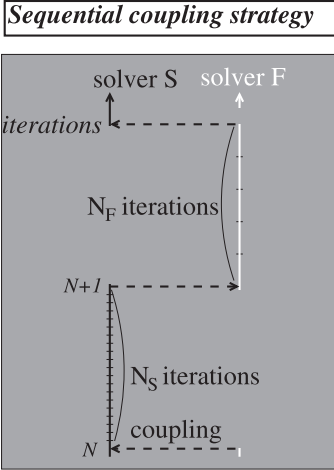 Sequential coupling strategy
solver S solver F
iterations
N_F iterations
N+1
N_S iterations
coupling
N